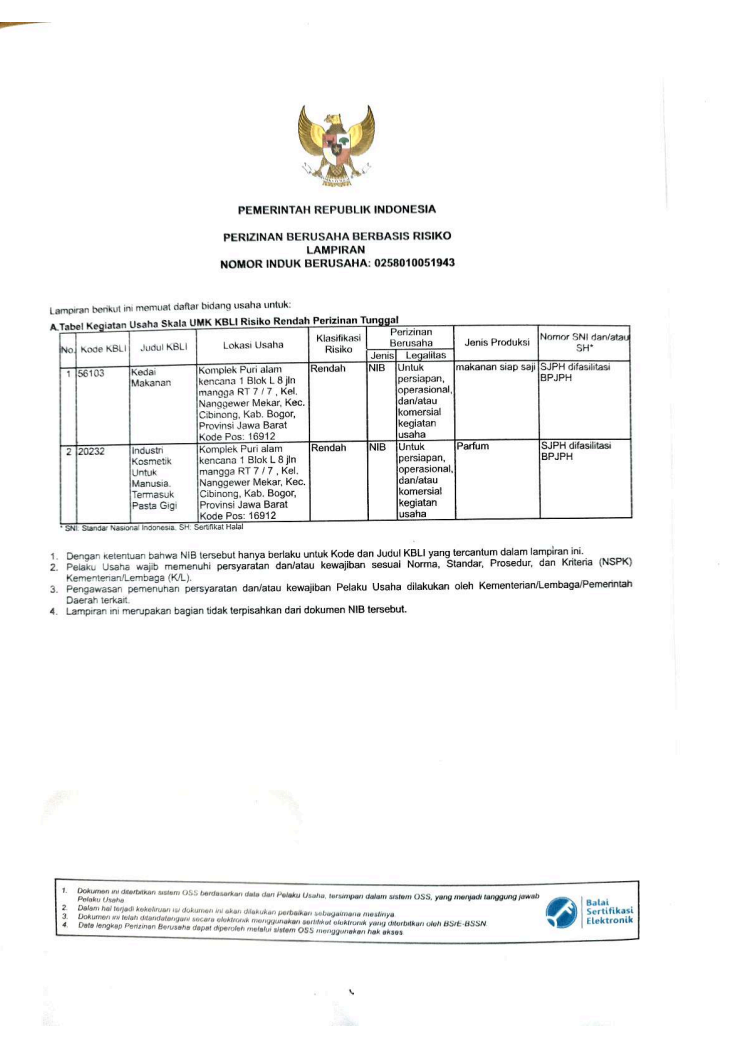 PEMERINTAH REPUBLIK INDONESIA
PERIZINAN BERUSAHA BERBASIS RISIKO
LAMPIRAN
NOMOR INDUK BERUSAHA: 0258010051943
Lampiran berikut ini memuat daftar bidang usaha untuk:
A.Tabel Kegiatan Usaha Skala UMK KBLI Risiko Rendah Perizinan Tunggal
No. Kode KBLI Judul KBLI Lokasi Usaha Klasifikasi Risiko Perizinan Berusaha Jenis Produksi Nomor SNI dan/atau SH*
Jenis Legalitas
1 56103 Kedai Makanan Komplek Puri alam kencana 1 Blok L 8 jln mangga RT 7 / 7 , Kel. Nanggewer Mekar, Kec. Cibinong, Kab. Bogor, Provinsi Jawa Barat Kode Pos: 16912 Rendah NIB Untuk persiapan, operasional, dan/atau komersial kegiatan usaha makanan siap saji SJPH difasilitasi BPJPH
2 20232 Industri Kosmetik Untuk Manusia. Termasuk Pasta Gigi Komplek Puri alam kencana 1 Blok L 8 jln mangga RT 7 / 7 , Kel. Nanggewer Mekar, Kec. Cibinong, Kab. Bogor, Provinsi Jawa Barat Kode Pos: 16912 Rendah NIB Untuk persiapan, operasional, dan/atau komersial kegiatan usaha Parfum SJPH difasilitasi BPJPH
* SNI: Standar Nasional Indonesia. SH: Sertifikat Halal
1. Dengan ketentuan bahwa NIB tersebut hanya berlaku untuk Kode dan Judul KBLI yang tercantum dalam lampiran ini.
2. Pelaku Usaha wajib memenuhi persyaratan dan/atau kewajiban sesuai Norma, Standar, Prosedur, dan Kriteria (NSPK)
Kementerian/Lembaga (K/L).
3. Pengawasan pemenuhan persyaratan dan/atau kewajiban Pelaku Usaha dilakukan oleh Kementerian/Lembaga/Pemerintah
Daerah terkait.
4. Lampiran ini merupakan bagian tidak terpisahkan dari dokumen NIB tersebut.
1. Dokumen ini diterbitkan sistem OSS berdasarkan data dari Pelaku Usaha, tersimpan dalam sistem OSS, yang menjadi tanggung jawab
Pelaku Usaha.
2. Dalam hal terjadi kekeliruan isi dokumen ini akan dilakukan perbaikan sebagaimana mestinya.
3. Dokumen ini telah ditandatangani secara elektronik menggunakan sertifikat elektronik yang diterbitkan oleh BSrE-BSSN.
4. Data lengkap Perizinan Berusaha dapat diperoleh melalui sistem OSS menggunakan hak akses.
Balai
Sertifikasi
Elektronik